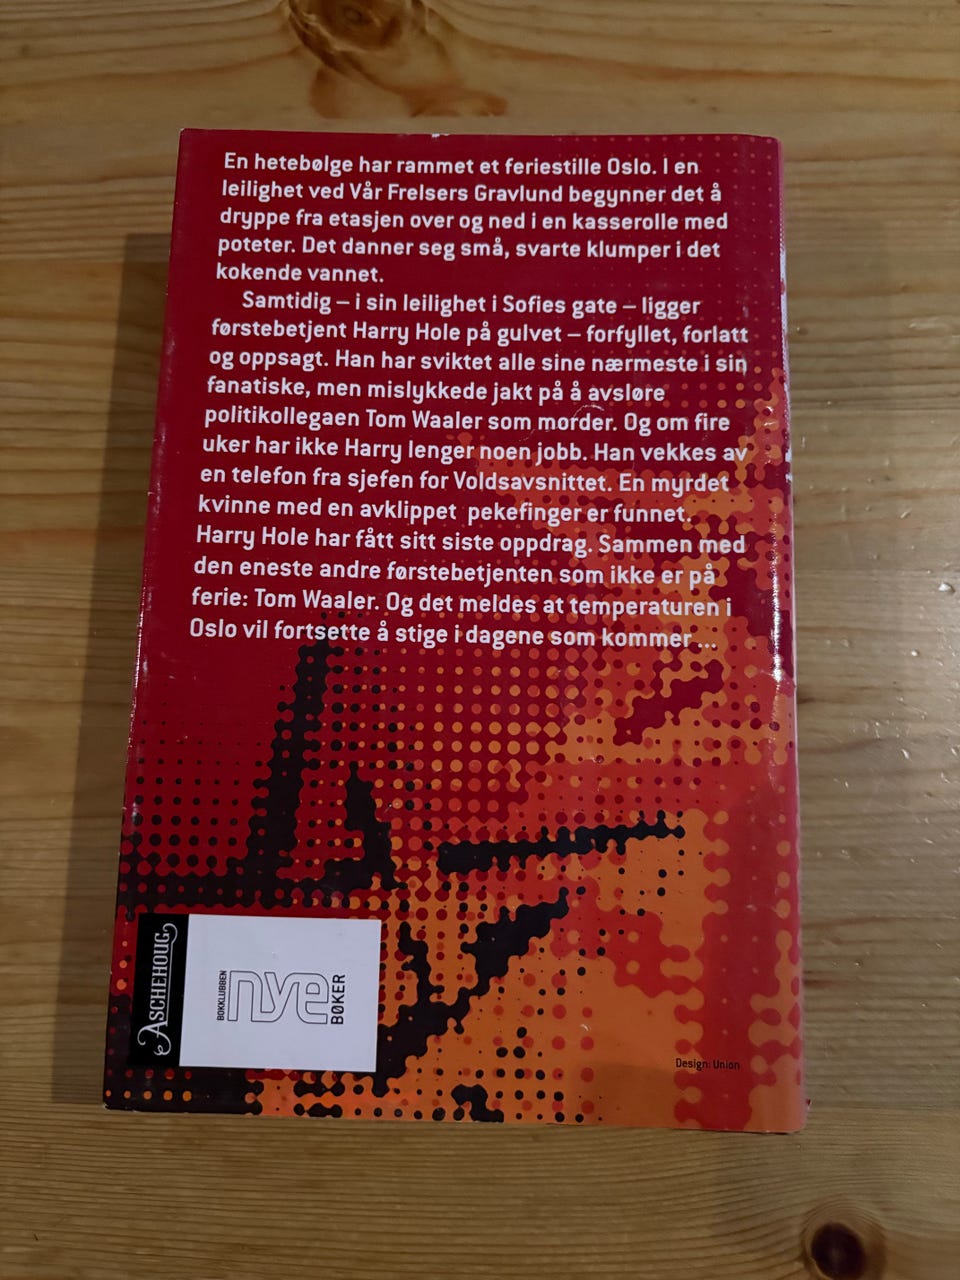 En hetebølge har rammet et feriestille Oslo. I en
leilighet ved Vår Frelsers Gravlund begynner det å
dryppe fra etasjen over og ned i en kasserolle med
poteter. Det danner seg små, svarte klumper i det
kokende vannet.
Samtidig – i sin leilighet i Sofies gate – ligger
førstebetjent Harry Hole på gulvet – forfyllet, forlatt
og oppsagt. Han har sviktet alle sine nærmeste i sin
fanatiske, men mislykkede jakt på å avsløre
politikollegaen Tom Waaler som morder. Og om fire
uker har ikke Harry lenger noen jobb. Han vekkes av
en telefon fra sjefen for Voldsavsnittet. En myrdet
kvinne med en avklippet pekefinger er funnet.
Harry Hole har fått sitt siste oppdrag. Sammen med
den eneste andre førstebetjenten som ikke er på
ferie: Tom Waaler. Og det meldes at temperaturen i
Oslo vil fortsette å stige i dagene som kommer ...
ASCHEHOUG
BOKKLUBBEN
nye
BØKER
Design: Union